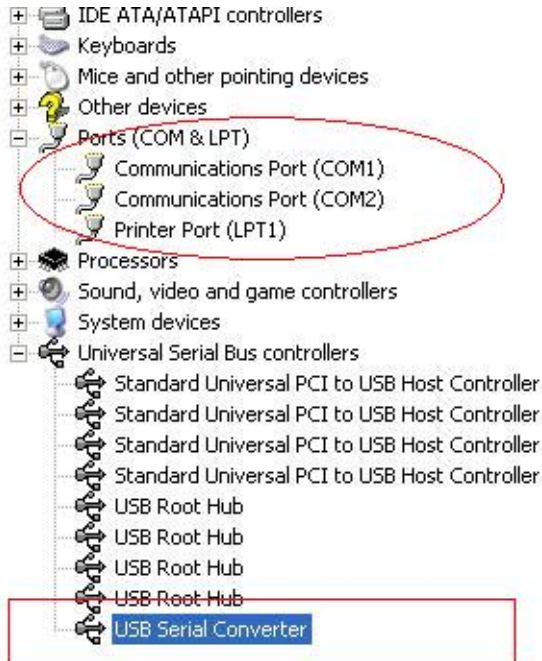 IDE ATA/ATAPI controllers
Keyboards
Mice and other pointing devices
Other devices
Ports (COM & LPT)
Communications Port (COM1)
Communications Port (COM2)
Printer Port (LPT1)
Processors
Sound, video and game controllers
System devices
Universal Serial Bus controllers
Standard Universal PCI to USB Host Controller
Standard Universal PCI to USB Host Controller
Standard Universal PCI to USB Host Controller
Standard Universal PCI to USB Host Controller
USB Root Hub
USB Root Hub
USB Root Hub
USB Root Hub
USB Serial Converter